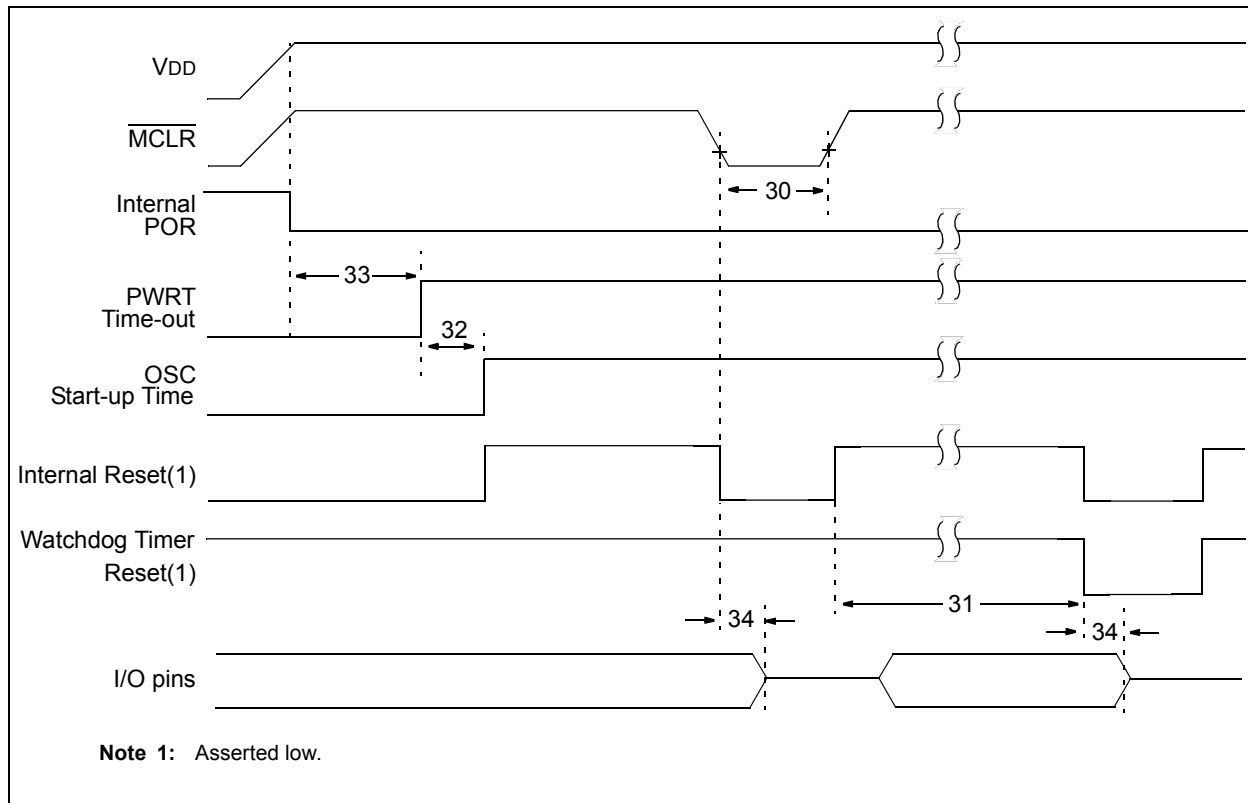 VDD
MCLR
30
Internal
POR
33
PWRT
Time-out
32
OSC
Start-up Time
Internal Reset(1)
Watchdog Timer
Reset(1)
31
34
34
I/O pins
Note 1: Asserted low.